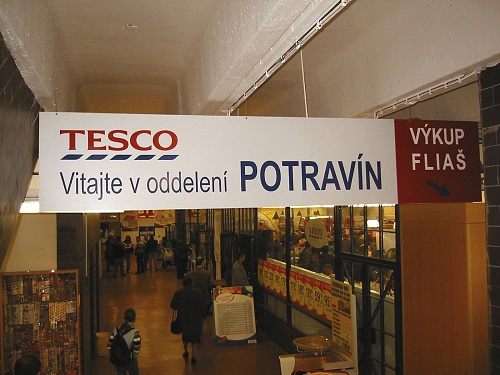 TESCO
Vitajte v oddelení POTRAVÍN
VÝKUP
FLIAŠ